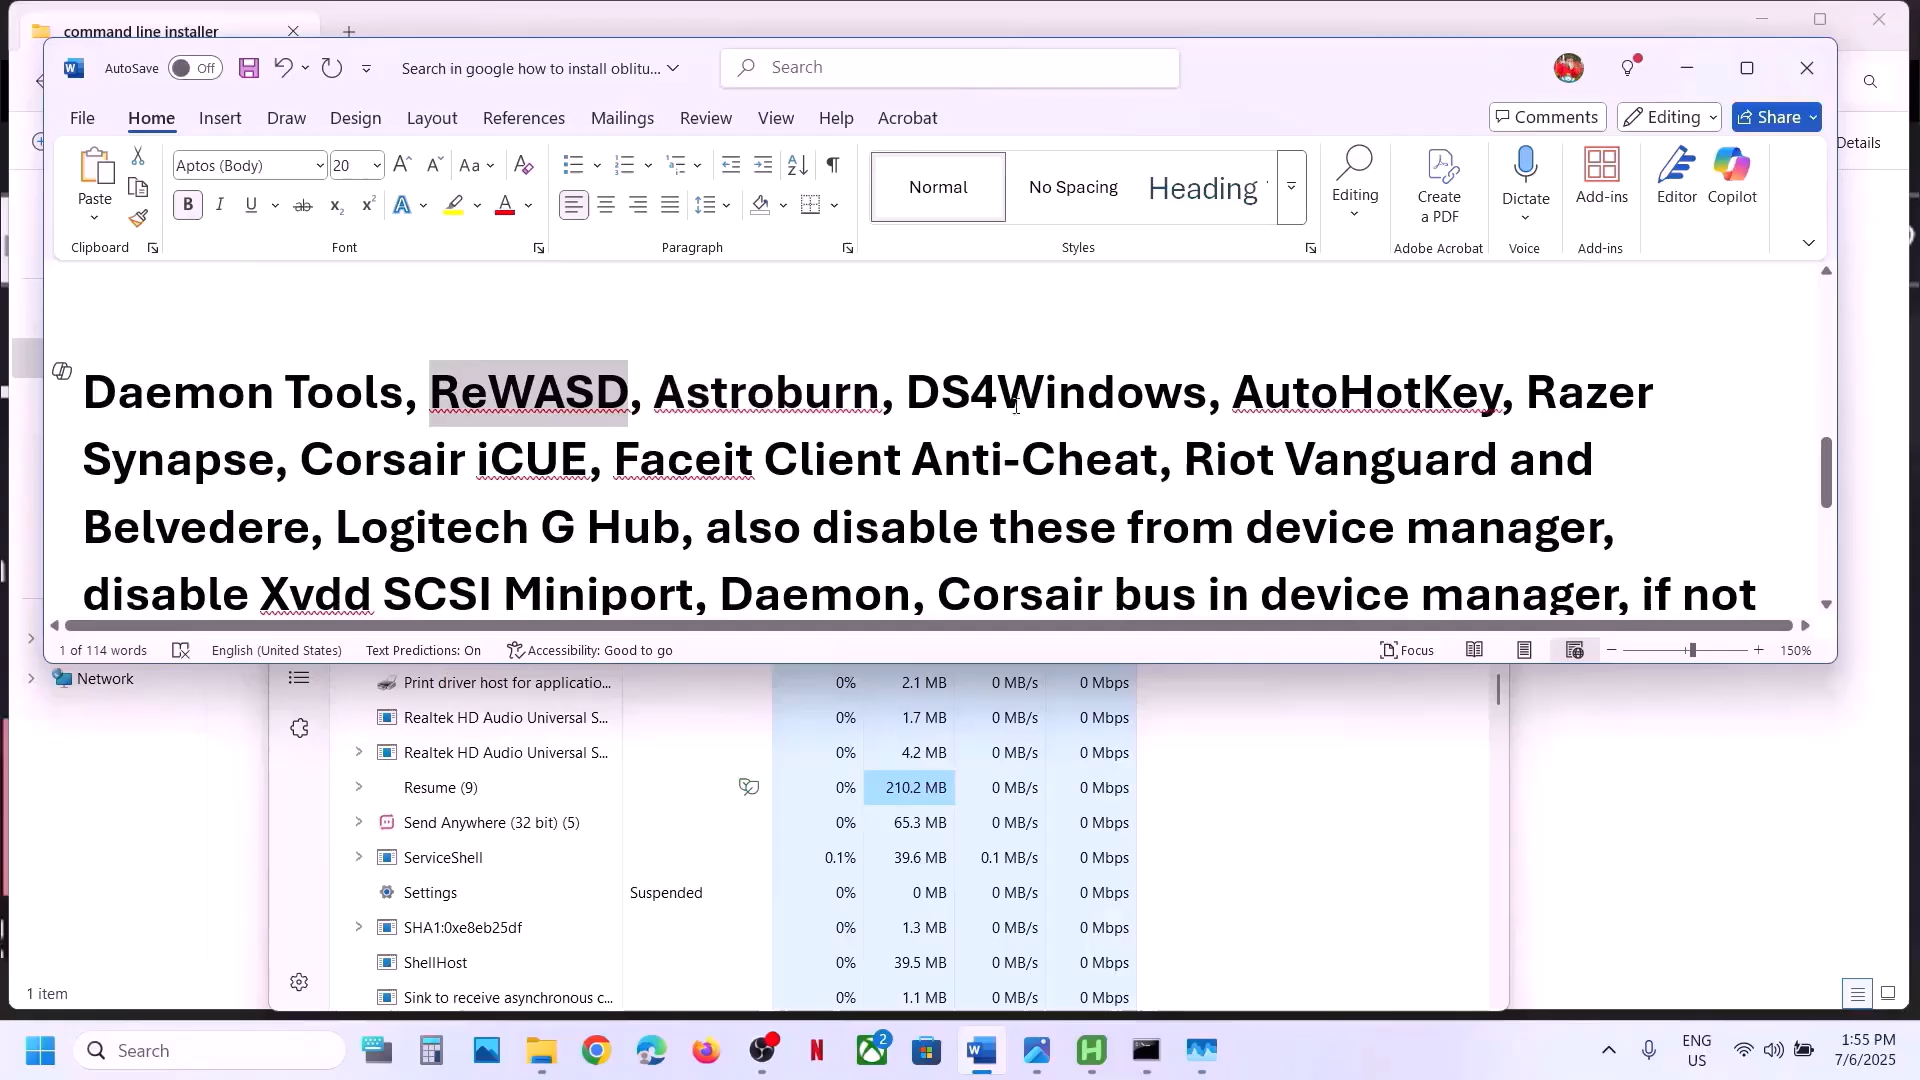 command line installer
AutoSave Off
Search in google how to install oblitu...
Search
File Home Insert Draw Design Layout References Mailings Review View Help Acrobat
Comments Editing Share
Details
Aptos (Body) 20
Paste
Normal No Spacing Heading
Editing
Create a PDF
Dictate
Add-ins
Editor
Copilot
Clipboard Font Paragraph Styles Adobe Acrobat Voice Add-ins
Daemon Tools, ReWASD, Astroburn, DS4Windows, AutoHotKey, Razer
Synapse, Corsair iCUE, Faceit Client Anti-Cheat, Riot Vanguard and
Belvedere, Logitech G Hub, also disable these from device manager,
disable Xvdd SCSI Miniport, Daemon, Corsair bus in device manager, if not
1 of 114 words English (United States) Text Predictions: On Accessibility: Good to go Focus 150%
Network
Print driver host for applicatio... 0% 2.1 MB 0 MB/s 0 Mbps
Realtek HD Audio Universal S... 0% 1.7 MB 0 MB/s 0 Mbps
Realtek HD Audio Universal S... 0% 4.2 MB 0 MB/s 0 Mbps
Resume (9) 0% 210.2 MB 0 MB/s 0 Mbps
Send Anywhere (32 bit) (5) 0% 65.3 MB 0 MB/s 0 Mbps
ServiceShell 0.1% 39.6 MB 0.1 MB/s 0 Mbps
Settings Suspended 0% 0 MB 0 MB/s 0 Mbps
SHA1:0xe8eb25df 0% 1.3 MB 0 MB/s 0 Mbps
ShellHost 0% 39.5 MB 0 MB/s 0 Mbps
Sink to receive asynchronous c... 0% 1.1 MB 0 MB/s 0 Mbps
1 item
Search
2
ENG
US
1:55 PM
7/6/2025